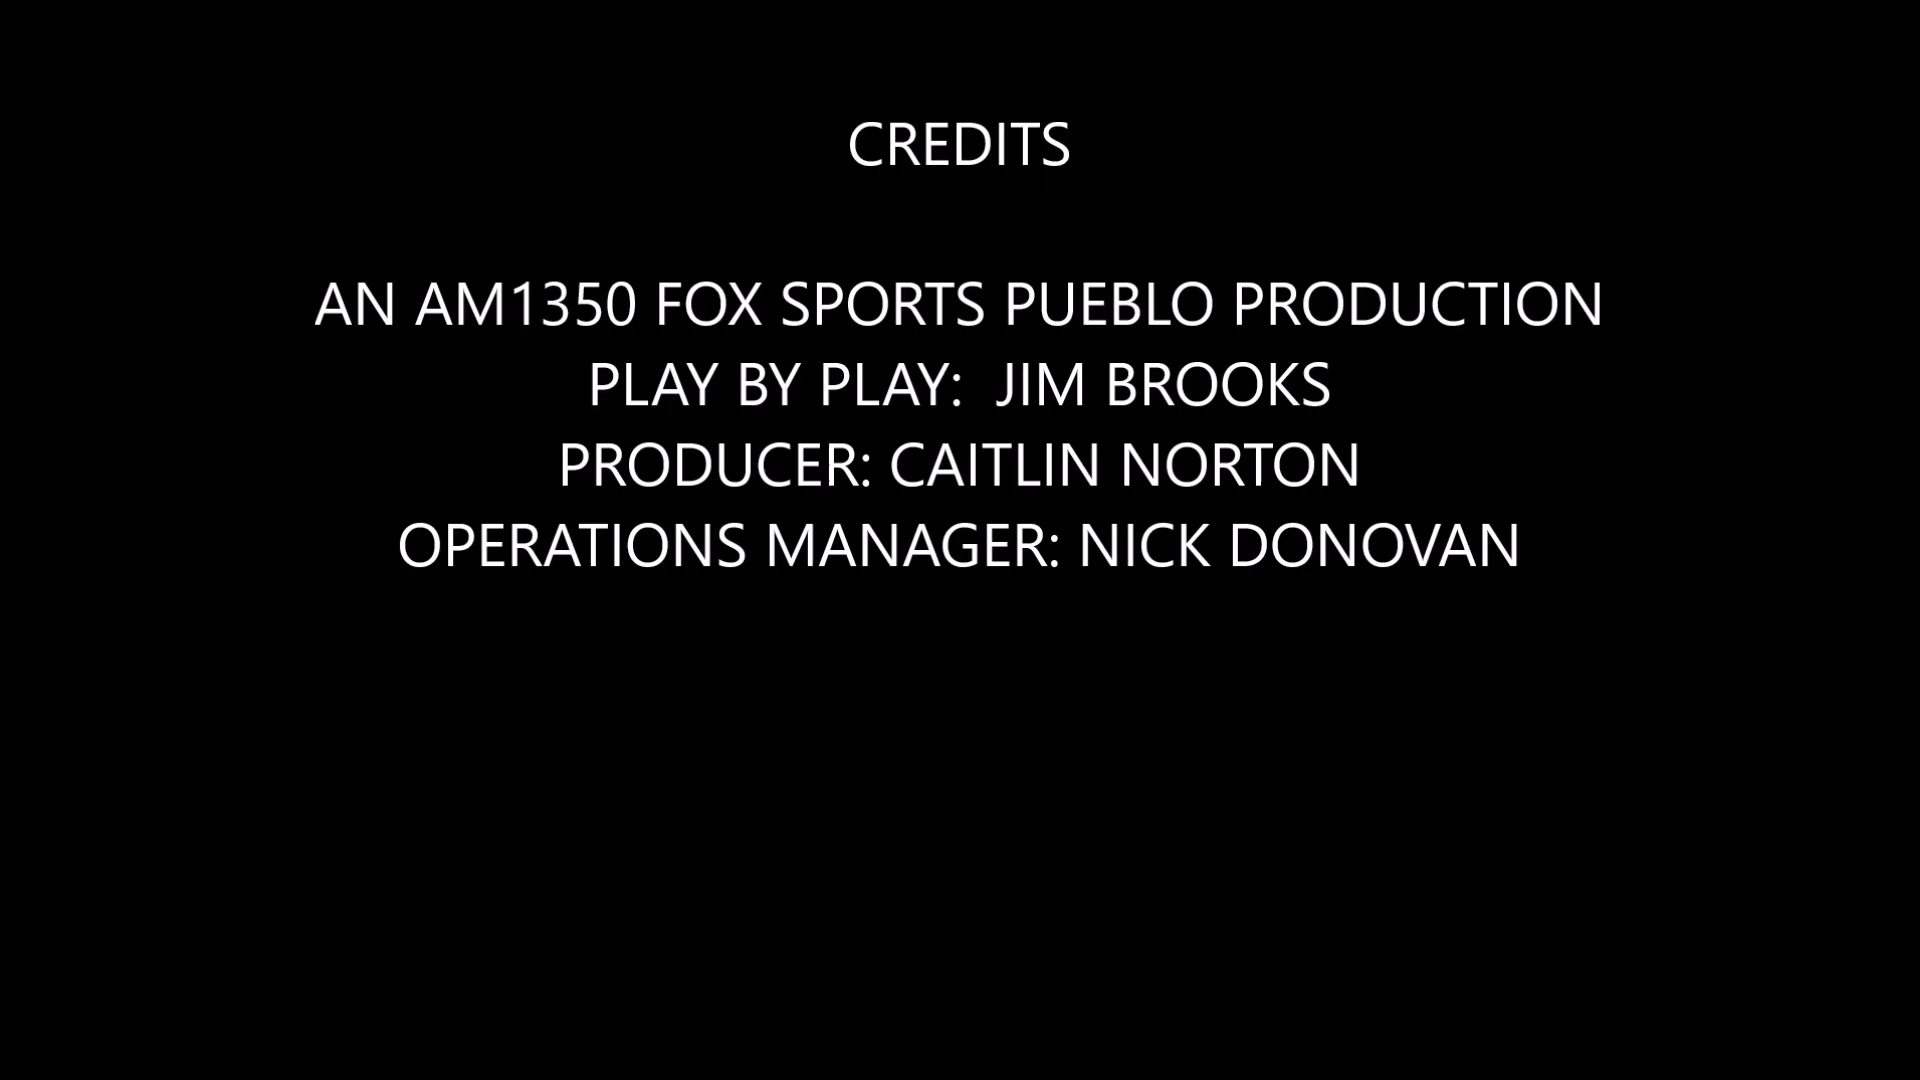 CREDITS
AN AM1350 FOX SPORTS PUEBLO PRODUCTION
PLAY BY PLAY:  JIM BROOKS
PRODUCER: CAITLIN NORTON
OPERATIONS MANAGER: NICK DONOVAN